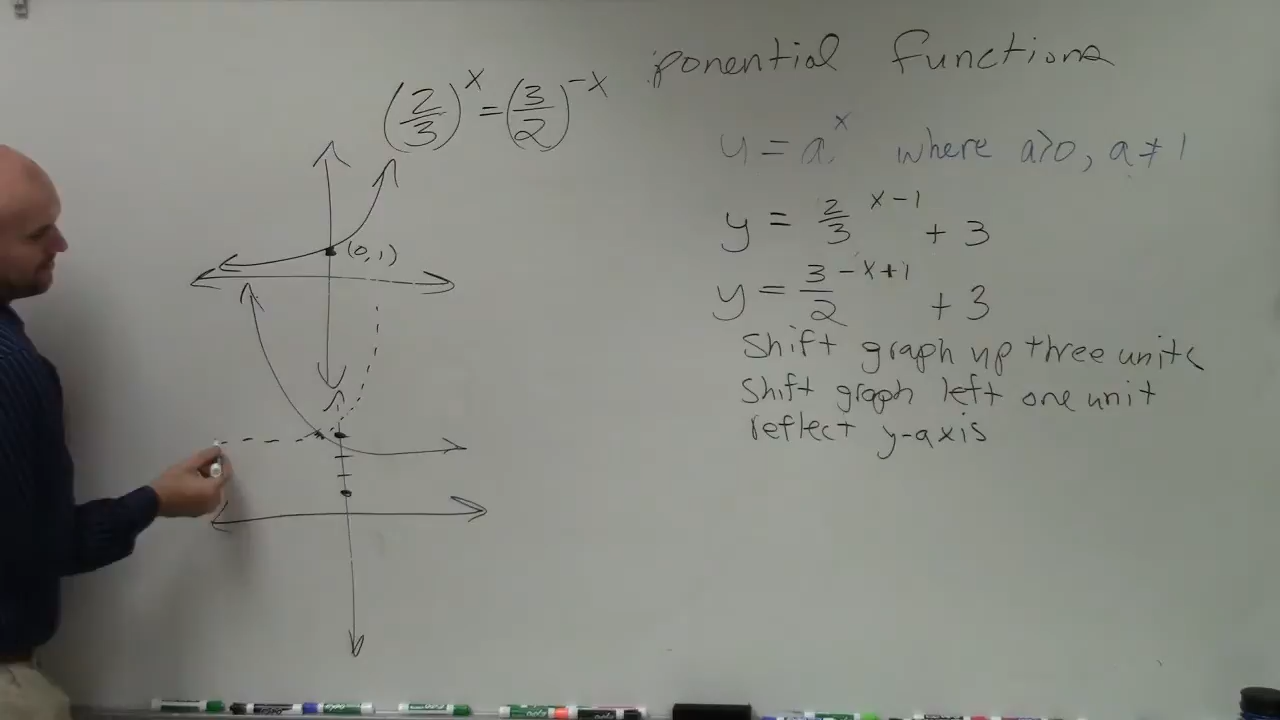 ponential functions
(2/3)^x = (3/2)^-x
y = a^x where a>0, a≠1
y = 2/3^x-1 + 3
(0,1)
y = 3/2^-x+1 + 3
Shift graph up three units
Shift graph left one unit
reflect y-axis